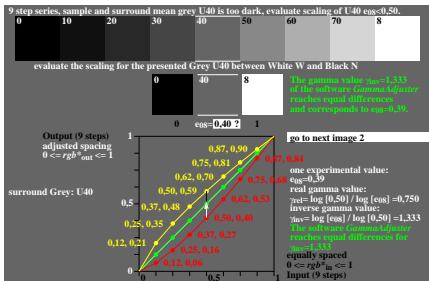 9 step series, sample and surround mean grey U40 is too dark, evaluate scaling of U40 e0s<0,50.
0 10 20 30 40 50 60 70 8
evaluate the scaling for the presented Grey U40 between White W and Black N
0 40 8
The gamma value γinv=1,333
of the software GammaAdjuster
reaches equal differences
and corresponds to e0s=0,39.
0 e0s=0,40 ? 1
Output (9 steps)
adjusted spacing
0 <= rgb*out <= 1
surround Grey: U40
1
0,5
0
0,87, 0,90
0,75, 0,81
0,62, 0,70
0,50, 0,59
0,37, 0,48
0,25, 0,35
0,12, 0,21
0,87, 0,84
0,75, 0,68
0,62, 0,53
0,50, 0,40
0,37, 0,27
0,25, 0,16
0,12, 0,06
0 0,5 1
go to next image 2
one experimental value:
e0s=0,39
real gamma value:
γrel= log [0,50] / log [e0s] =0,750
inverse gamma value:
γinv= log [e0s] / log [0,50] =1,333
The software GammaAdjuster
reaches equal differences for
γinv=1,333
equally spaced
0 <= rgb*in <= 1
Input (9 steps)